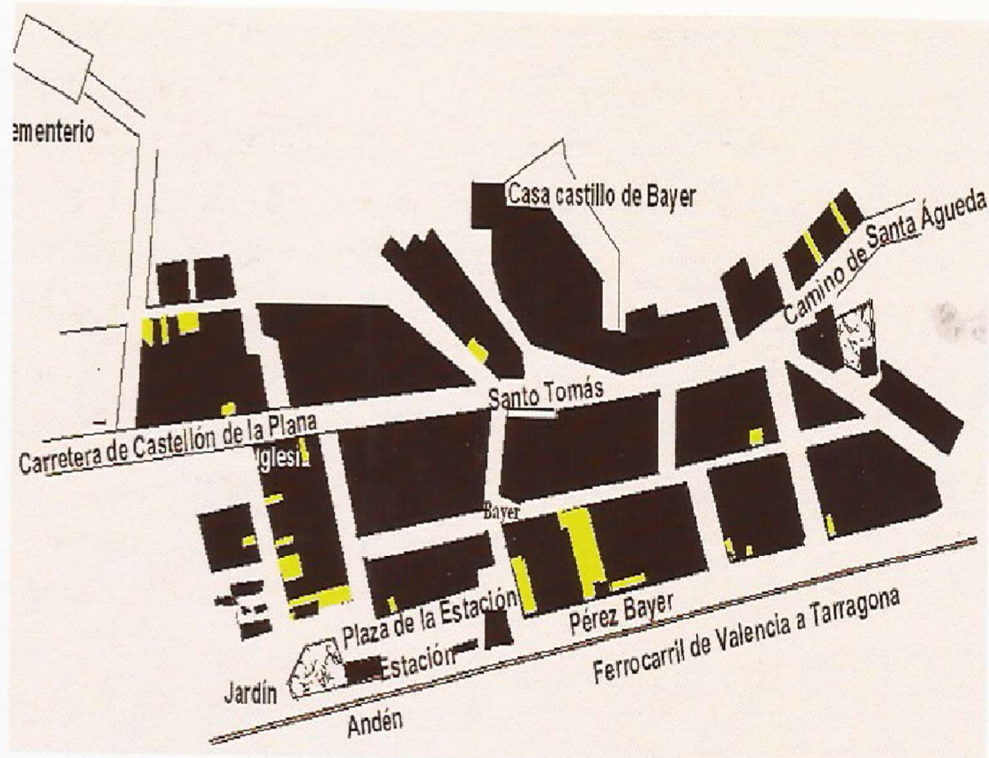 ementerio
Casa castillo de Bayer
Camino de Santa Águeda
Santo Tomás
Carretera de Castellón de la Plana
Iglesia
Bayer
Plaza de la Estación
Pérez Bayer
Estación
Ferrocarril de Valencia a Tarragona
Jardín
Andén